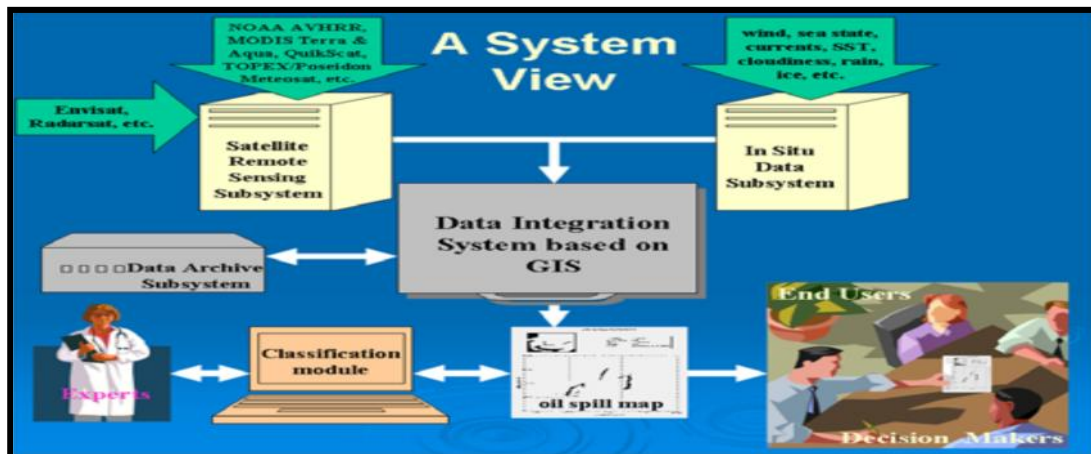 NOAA AVHRR,
MODIS Terra &
Aqua, QuikScat,
TOPEX/Poseidon
Meteosat, etc.
A System
View
wind, sea state,
currents, SST,
cloudiness, rain,
ice, etc.
Envisat,
Radarsat, etc.
Satellite
Remote
Sensing
Subsystem
In Situ
Data
Subsystem
Data Integration
System based on
GIS
Data Archive
Subsystem
End Users
Classification
module
Experts
oil spill map
Decision Makers